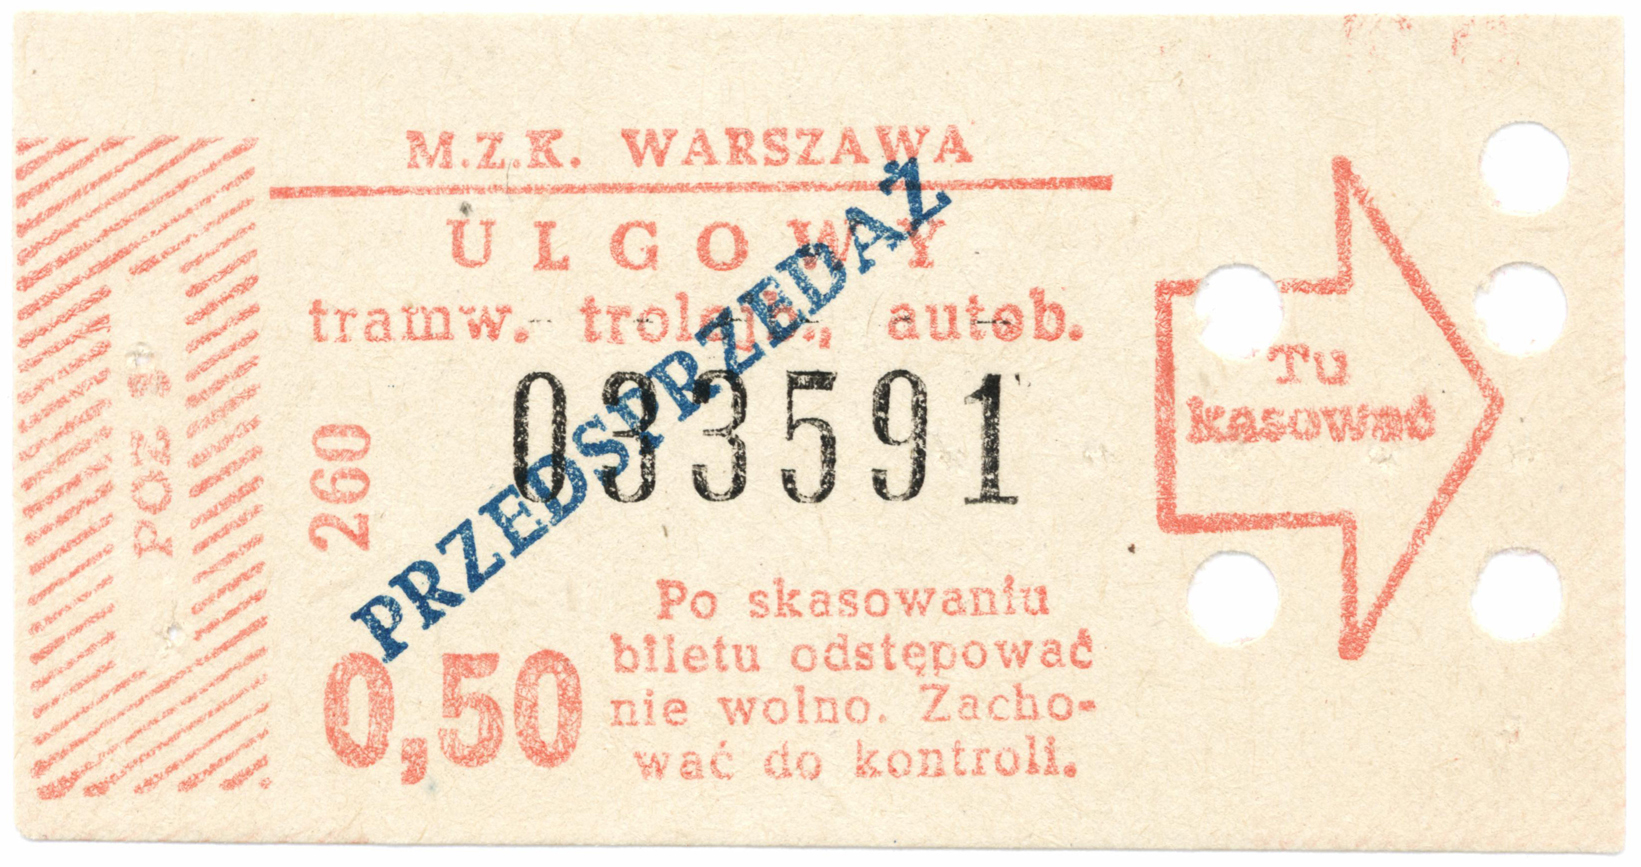 M.Z.K. WARSZAWA
ULGOWY
tramw. trolejb., autob.
033591
PRZEDSPRZEDAŻ
260
POZ S
0,50
Po skasowaniu
biletu odstępować
nie wolno. Zacho-
wać do kontroli.
Tu
kasować